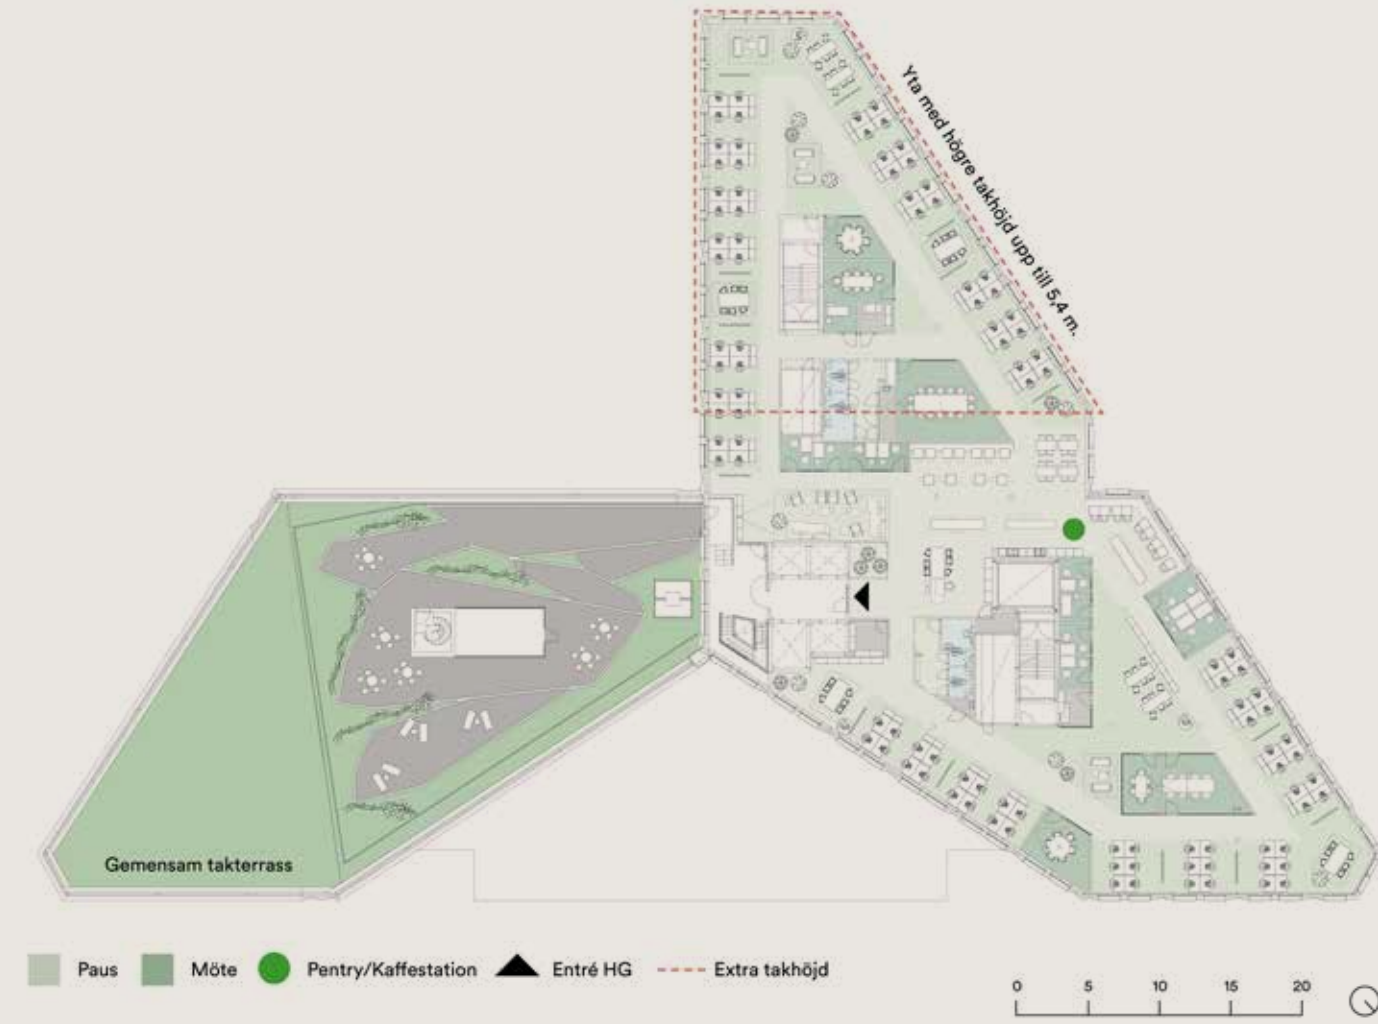 Yta med högre takhöjd upp till 5,4 m.
Gemensam takterrass
Paus
Möte
Pentry/Kaffestation
Entré HG
Extra takhöjd
0 5 10 15 20